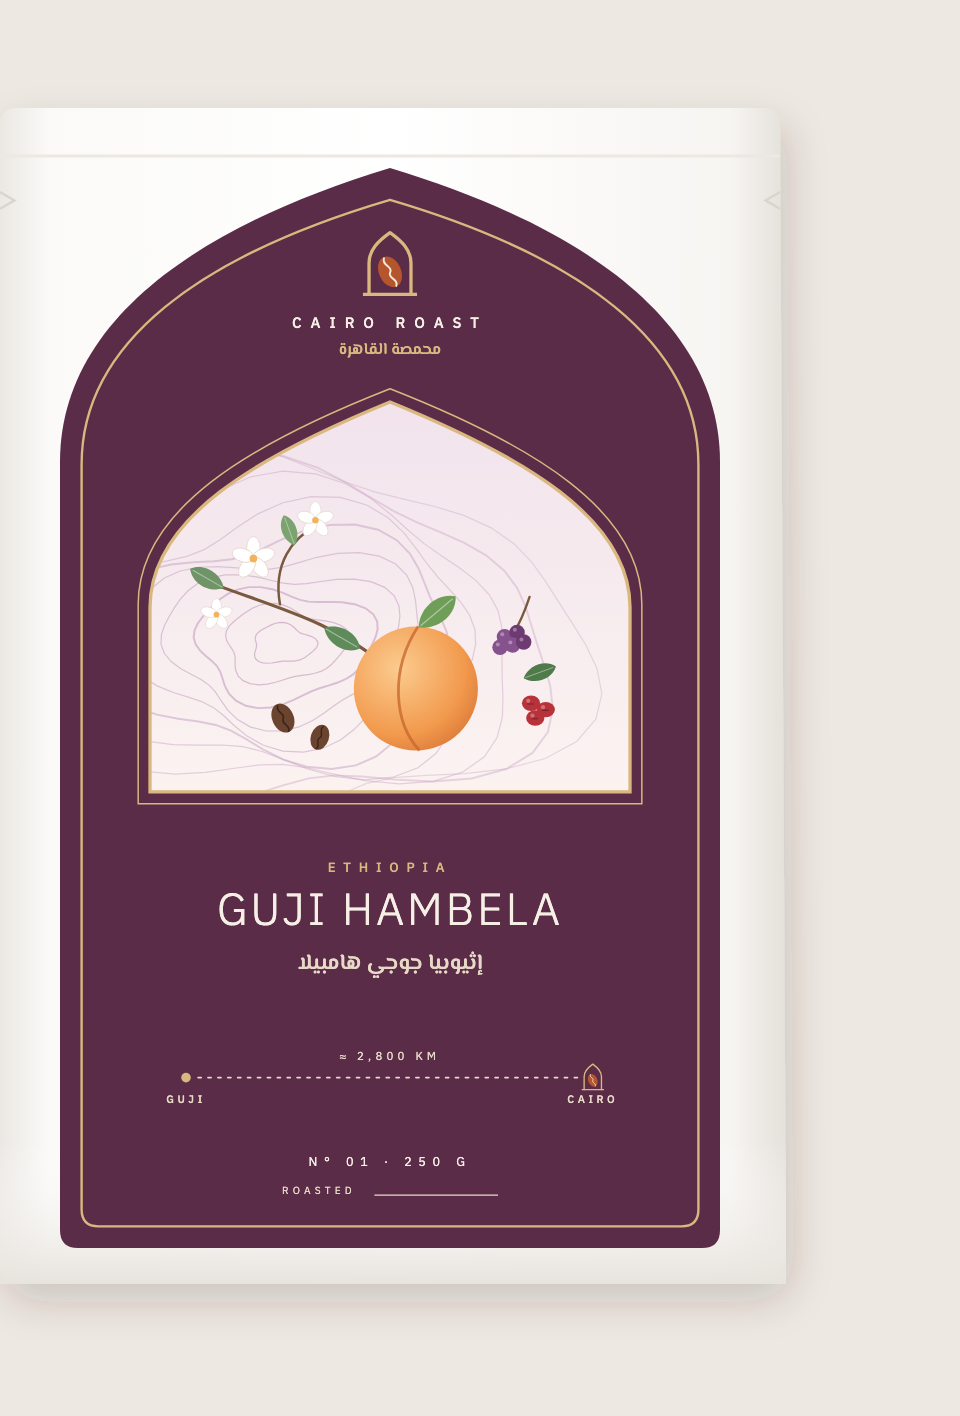 CAIRO ROAST
محمصة القاهرة
ETHIOPIA
GUJI HAMBELA
إثيوبيا جوجي هامبيلا
≈ 2,800 KM
GUJI
CAIRO
N° 01 · 250 G
ROASTED